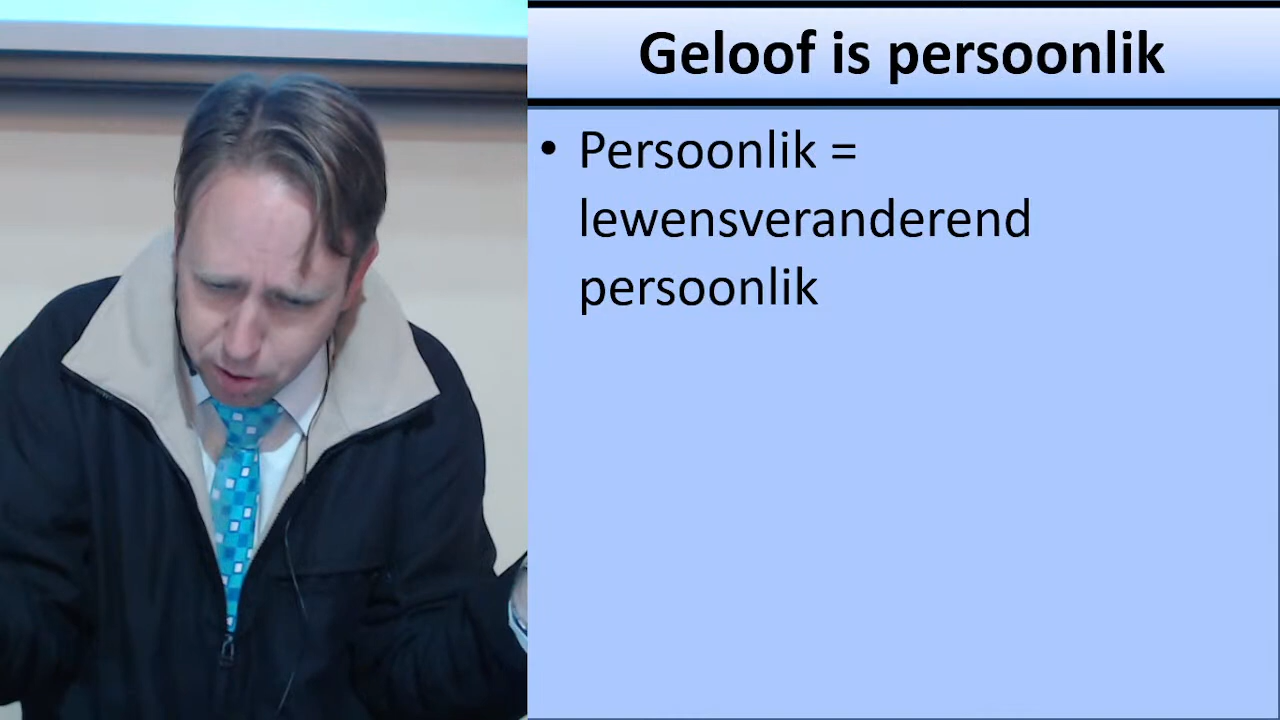 Geloof is persoonlik
• Persoonlik =
lewensveranderend
persoonlik